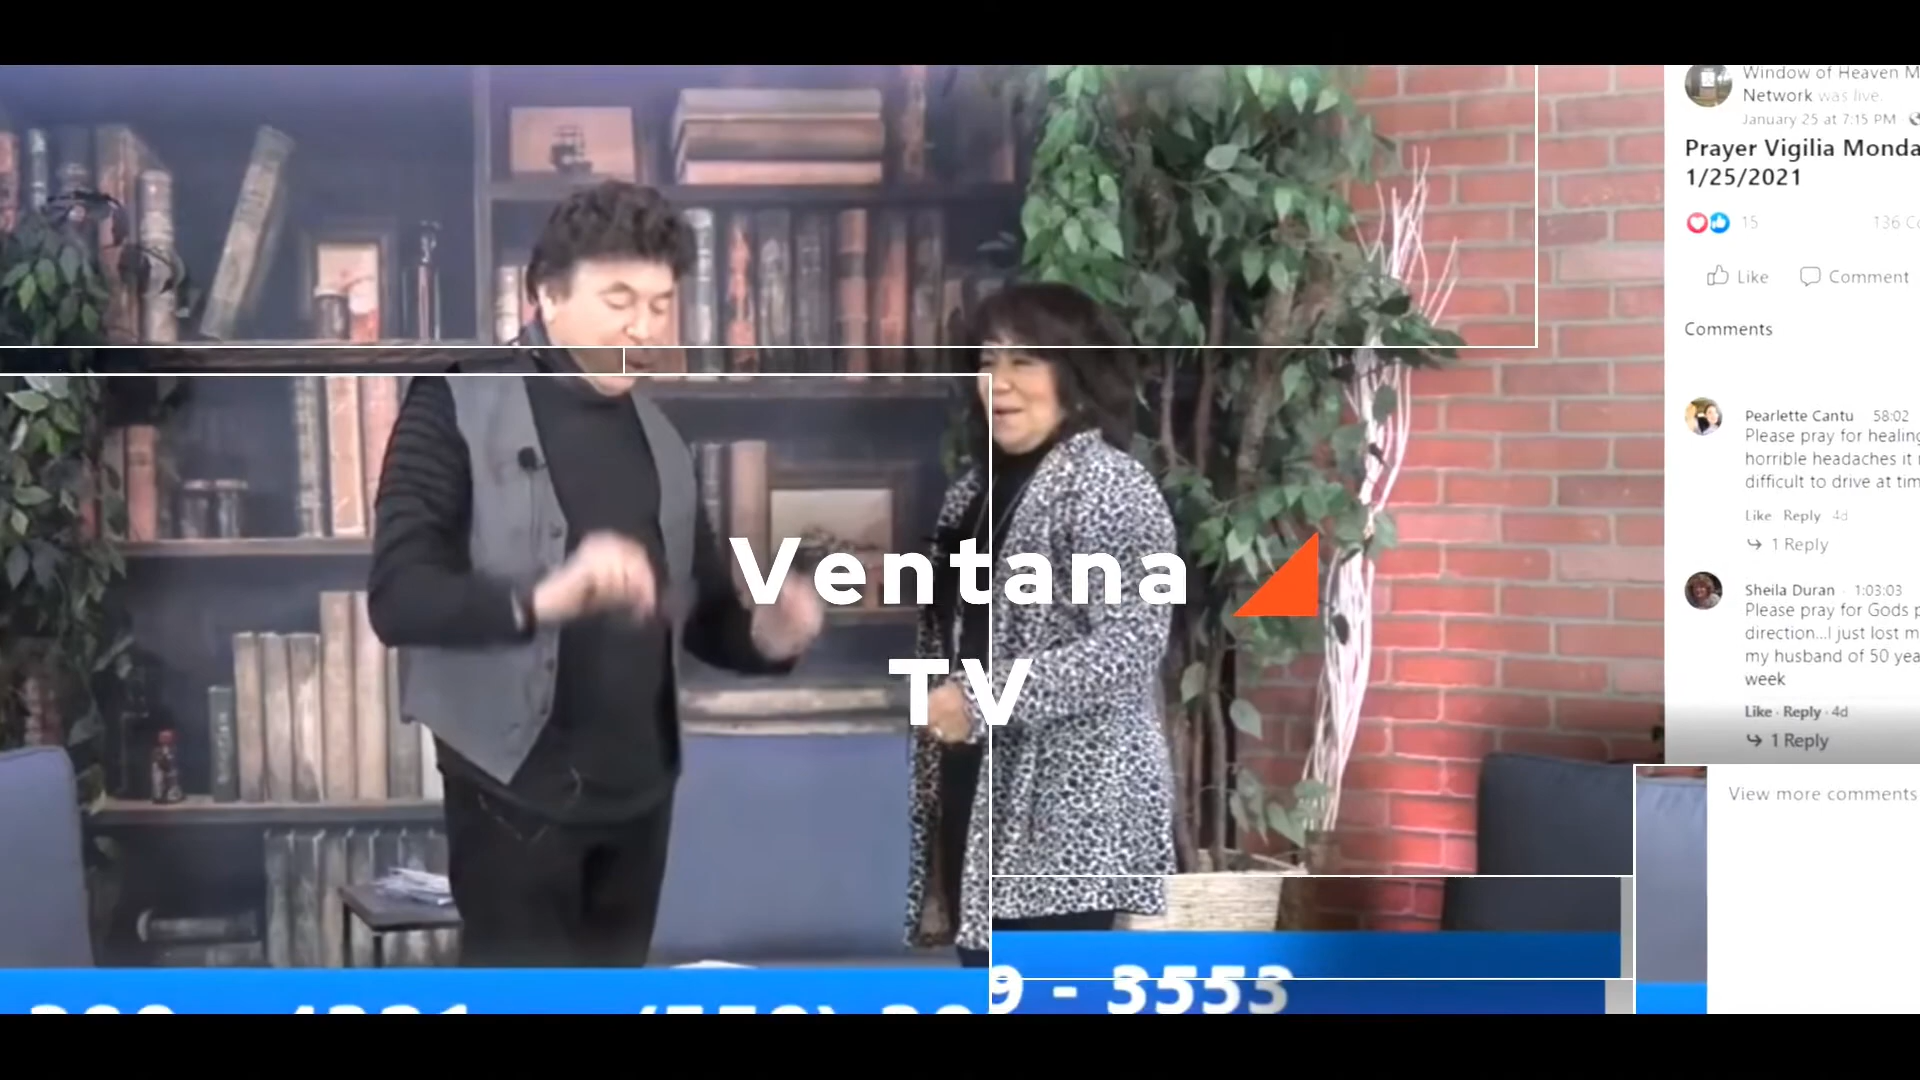 Window of Heaven M
Network was live.
January 25 at 7:15 PM
Prayer Vigilia Monda
1/25/2021
15
136 Co
Like Comment
Comments
Pearlette Cantu 58:02
Please pray for healing
horrible headaches it
difficult to drive at tim
Like Reply 4d
1 Reply
Ventana
TV
Sheila Duran · 1:03:03
Please pray for Gods p
direction...I just lost m
my husband of 50 yea
week
Like · Reply · 4d
1 Reply
View more comments
9 - 3553